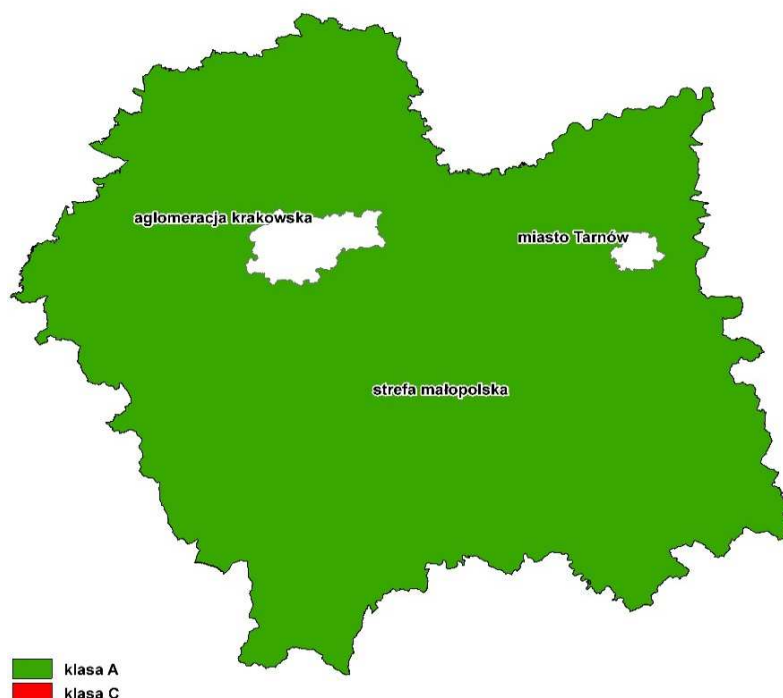 aglomeracja krakowska
miasto Tarnów
strefa małopolska
klasa A
klasa C